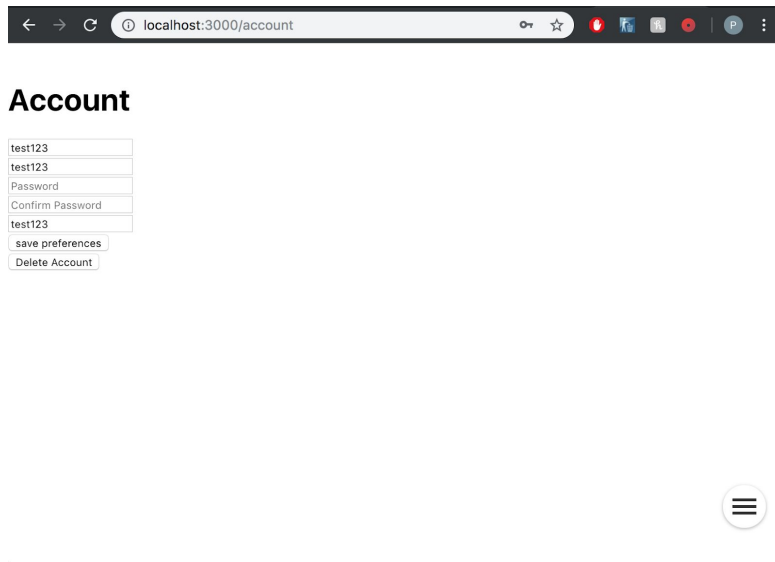 localhost:3000/account
P
Account
test123
test123
Password
Confirm Password
test123
save preferences
Delete Account